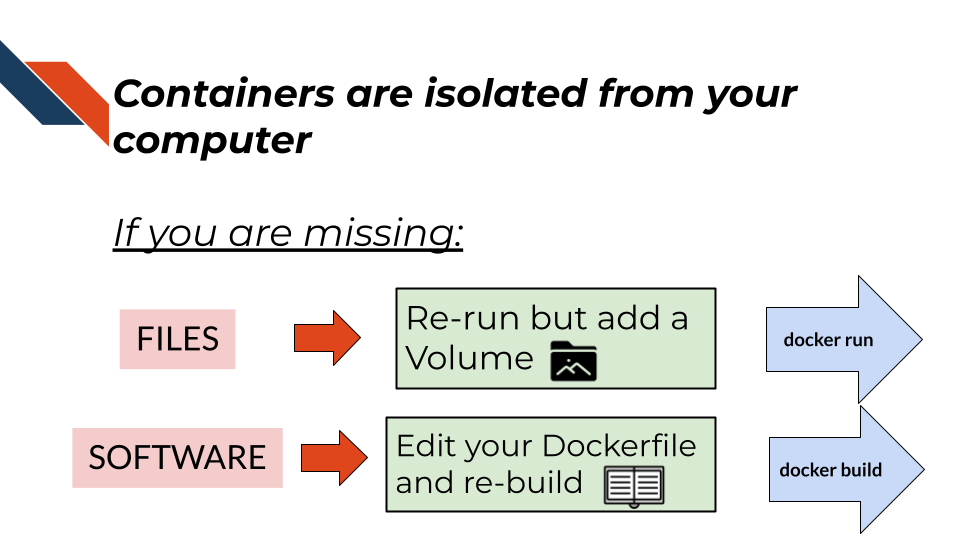 Containers are isolated from your
computer
If you are missing:
FILES
Re-run but add a
Volume
docker run
SOFTWARE
Edit your Dockerfile
and re-build
docker build